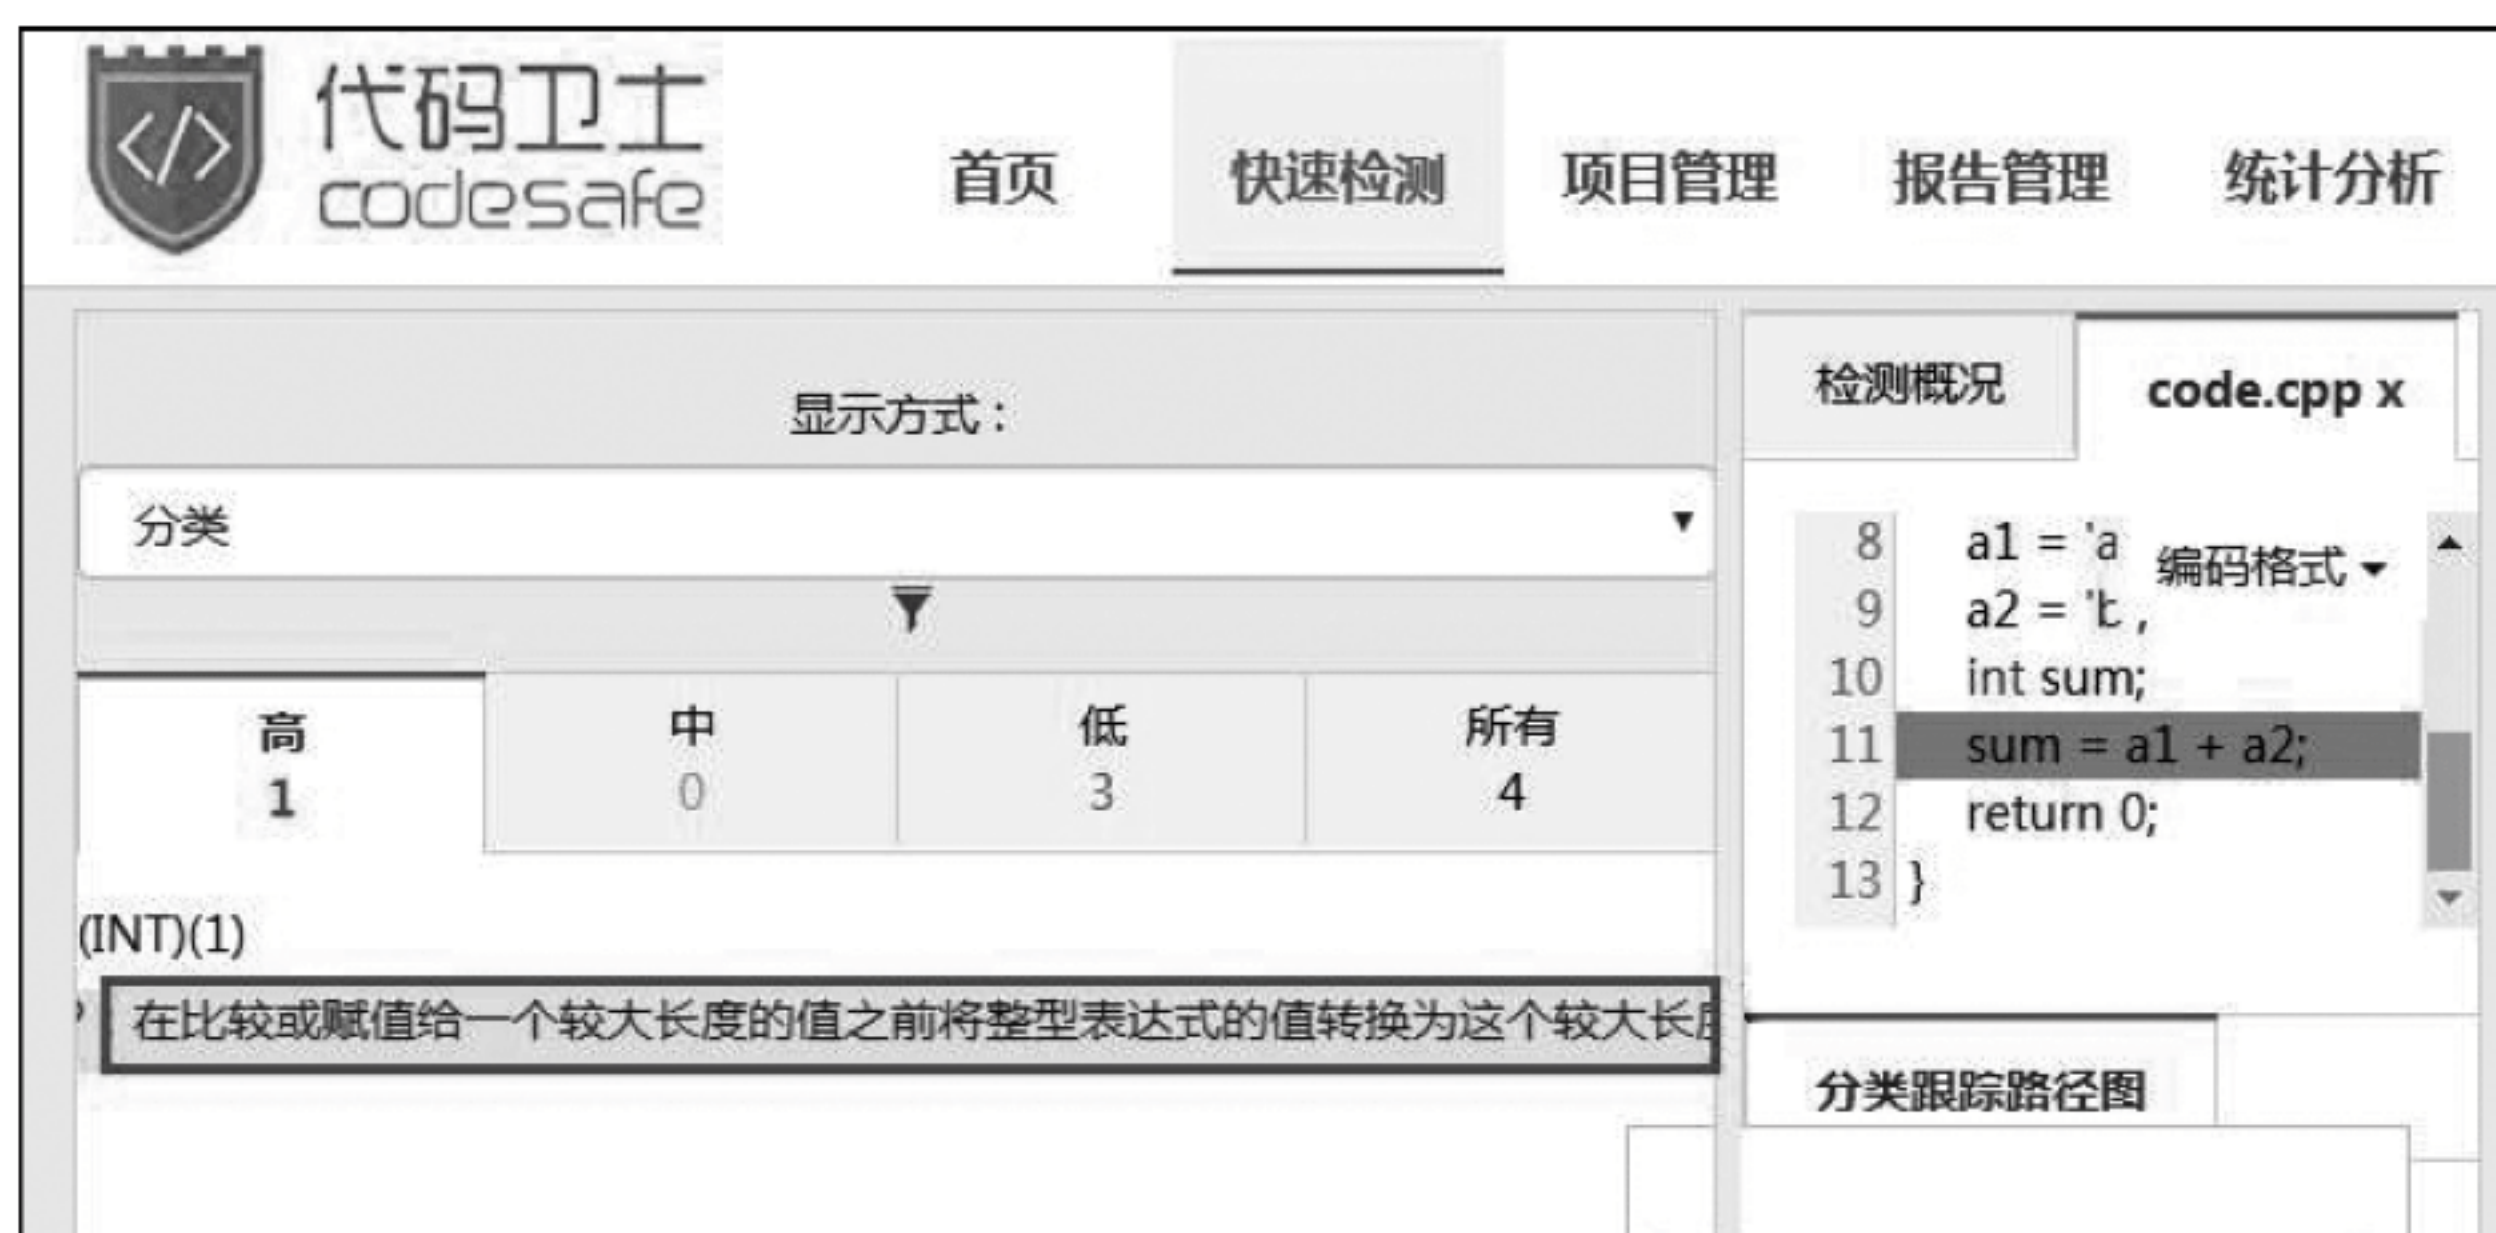 代码卫士
codesafe
首页 快速检测 项目管理 报告管理 统计分析
显示方式：
分类
高 中 低 所有
1 0 3 4
(INT)(1)
在比较或赋值给一个较大长度的值之前将整型表达式的值转换为这个较大长
检测概况 code.cpp x
编码格式
8 a1 = 'a
9 a2 = '
10 int sum;
11 sum = a1 + a2;
12 return 0;
13 }
分类跟踪路径图